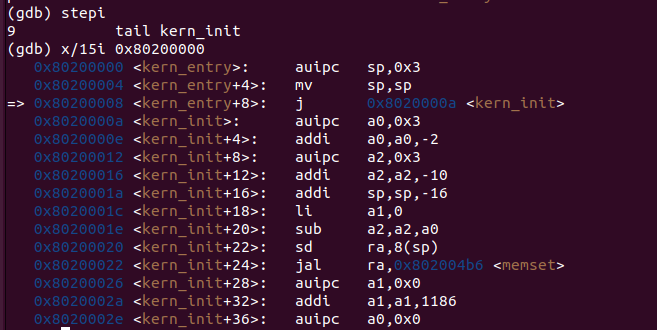 (gdb) stepi
9		tail kern_init
(gdb) x/15i 0x80200000
   0x80200000 <kern_entry>:	auipc	sp,0x3
   0x80200004 <kern_entry+4>:	mv	sp,sp
=> 0x80200008 <kern_entry+8>:	j	0x8020000a <kern_init>
   0x8020000a <kern_init>:	auipc	a0,0x3
   0x8020000e <kern_init+4>:	addi	a0,a0,-2
   0x80200012 <kern_init+8>:	auipc	a2,0x3
   0x80200016 <kern_init+12>:	addi	a2,a2,-10
   0x8020001a <kern_init+16>:	addi	sp,sp,-16
   0x8020001c <kern_init+18>:	li	a1,0
   0x8020001e <kern_init+20>:	sub	a2,a2,a0
   0x80200020 <kern_init+22>:	sd	ra,8(sp)
   0x80200022 <kern_init+24>:	jal	ra,0x802004b6 <memset>
   0x80200026 <kern_init+28>:	auipc	a1,0x0
   0x8020002a <kern_init+32>:	addi	a1,a1,1186
   0x8020002e <kern_init+36>:	auipc	a0,0x0